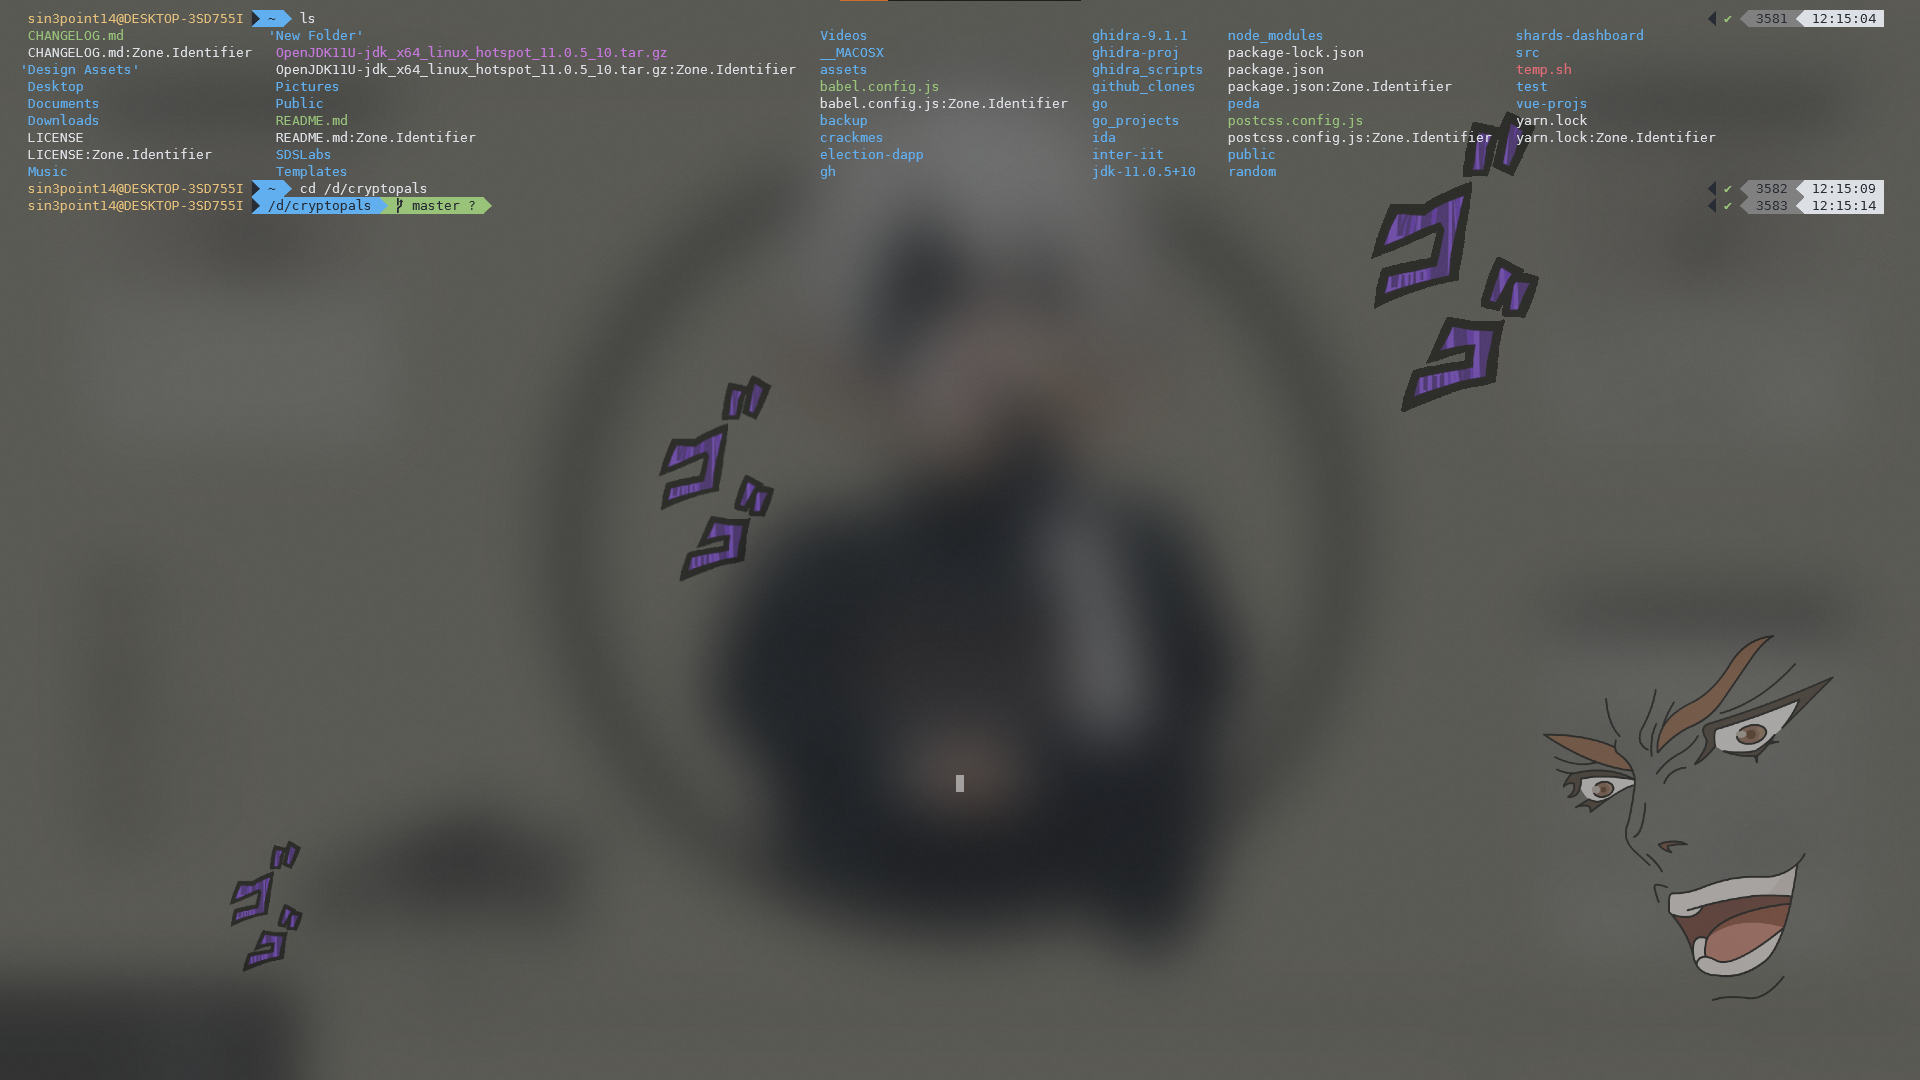 sin3point14@DESKTOP-3SD755I ~ ls ✔ 3581 12:15:04
CHANGELOG.md 'New Folder' Videos ghidra-9.1.1 node_modules shards-dashboard
CHANGELOG.md:Zone.Identifier OpenJDK11U-jdk_x64_linux_hotspot_11.0.5_10.tar.gz __MACOSX ghidra-proj package-lock.json src
'Design Assets' OpenJDK11U-jdk_x64_linux_hotspot_11.0.5_10.tar.gz:Zone.Identifier assets ghidra_scripts package.json temp.sh
Desktop Pictures babel.config.js github_clones package.json:Zone.Identifier test
Documents Public babel.config.js:Zone.Identifier go peda vue-projs
Downloads README.md backup go_projects postcss.config.js yarn.lock
LICENSE README.md:Zone.Identifier crackmes ida postcss.config.js:Zone.Identifier yarn.lock:Zone.Identifier
LICENSE:Zone.Identifier SDSLabs election-dapp inter-iit public
Music Templates gh jdk-11.0.5+10 random
sin3point14@DESKTOP-3SD755I ~ cd /d/cryptopals ✔ 3582 12:15:09
sin3point14@DESKTOP-3SD755I /d/cryptopals master ? ✔ 3583 12:15:14
ゴゴ
ゴゴ
ゴゴ